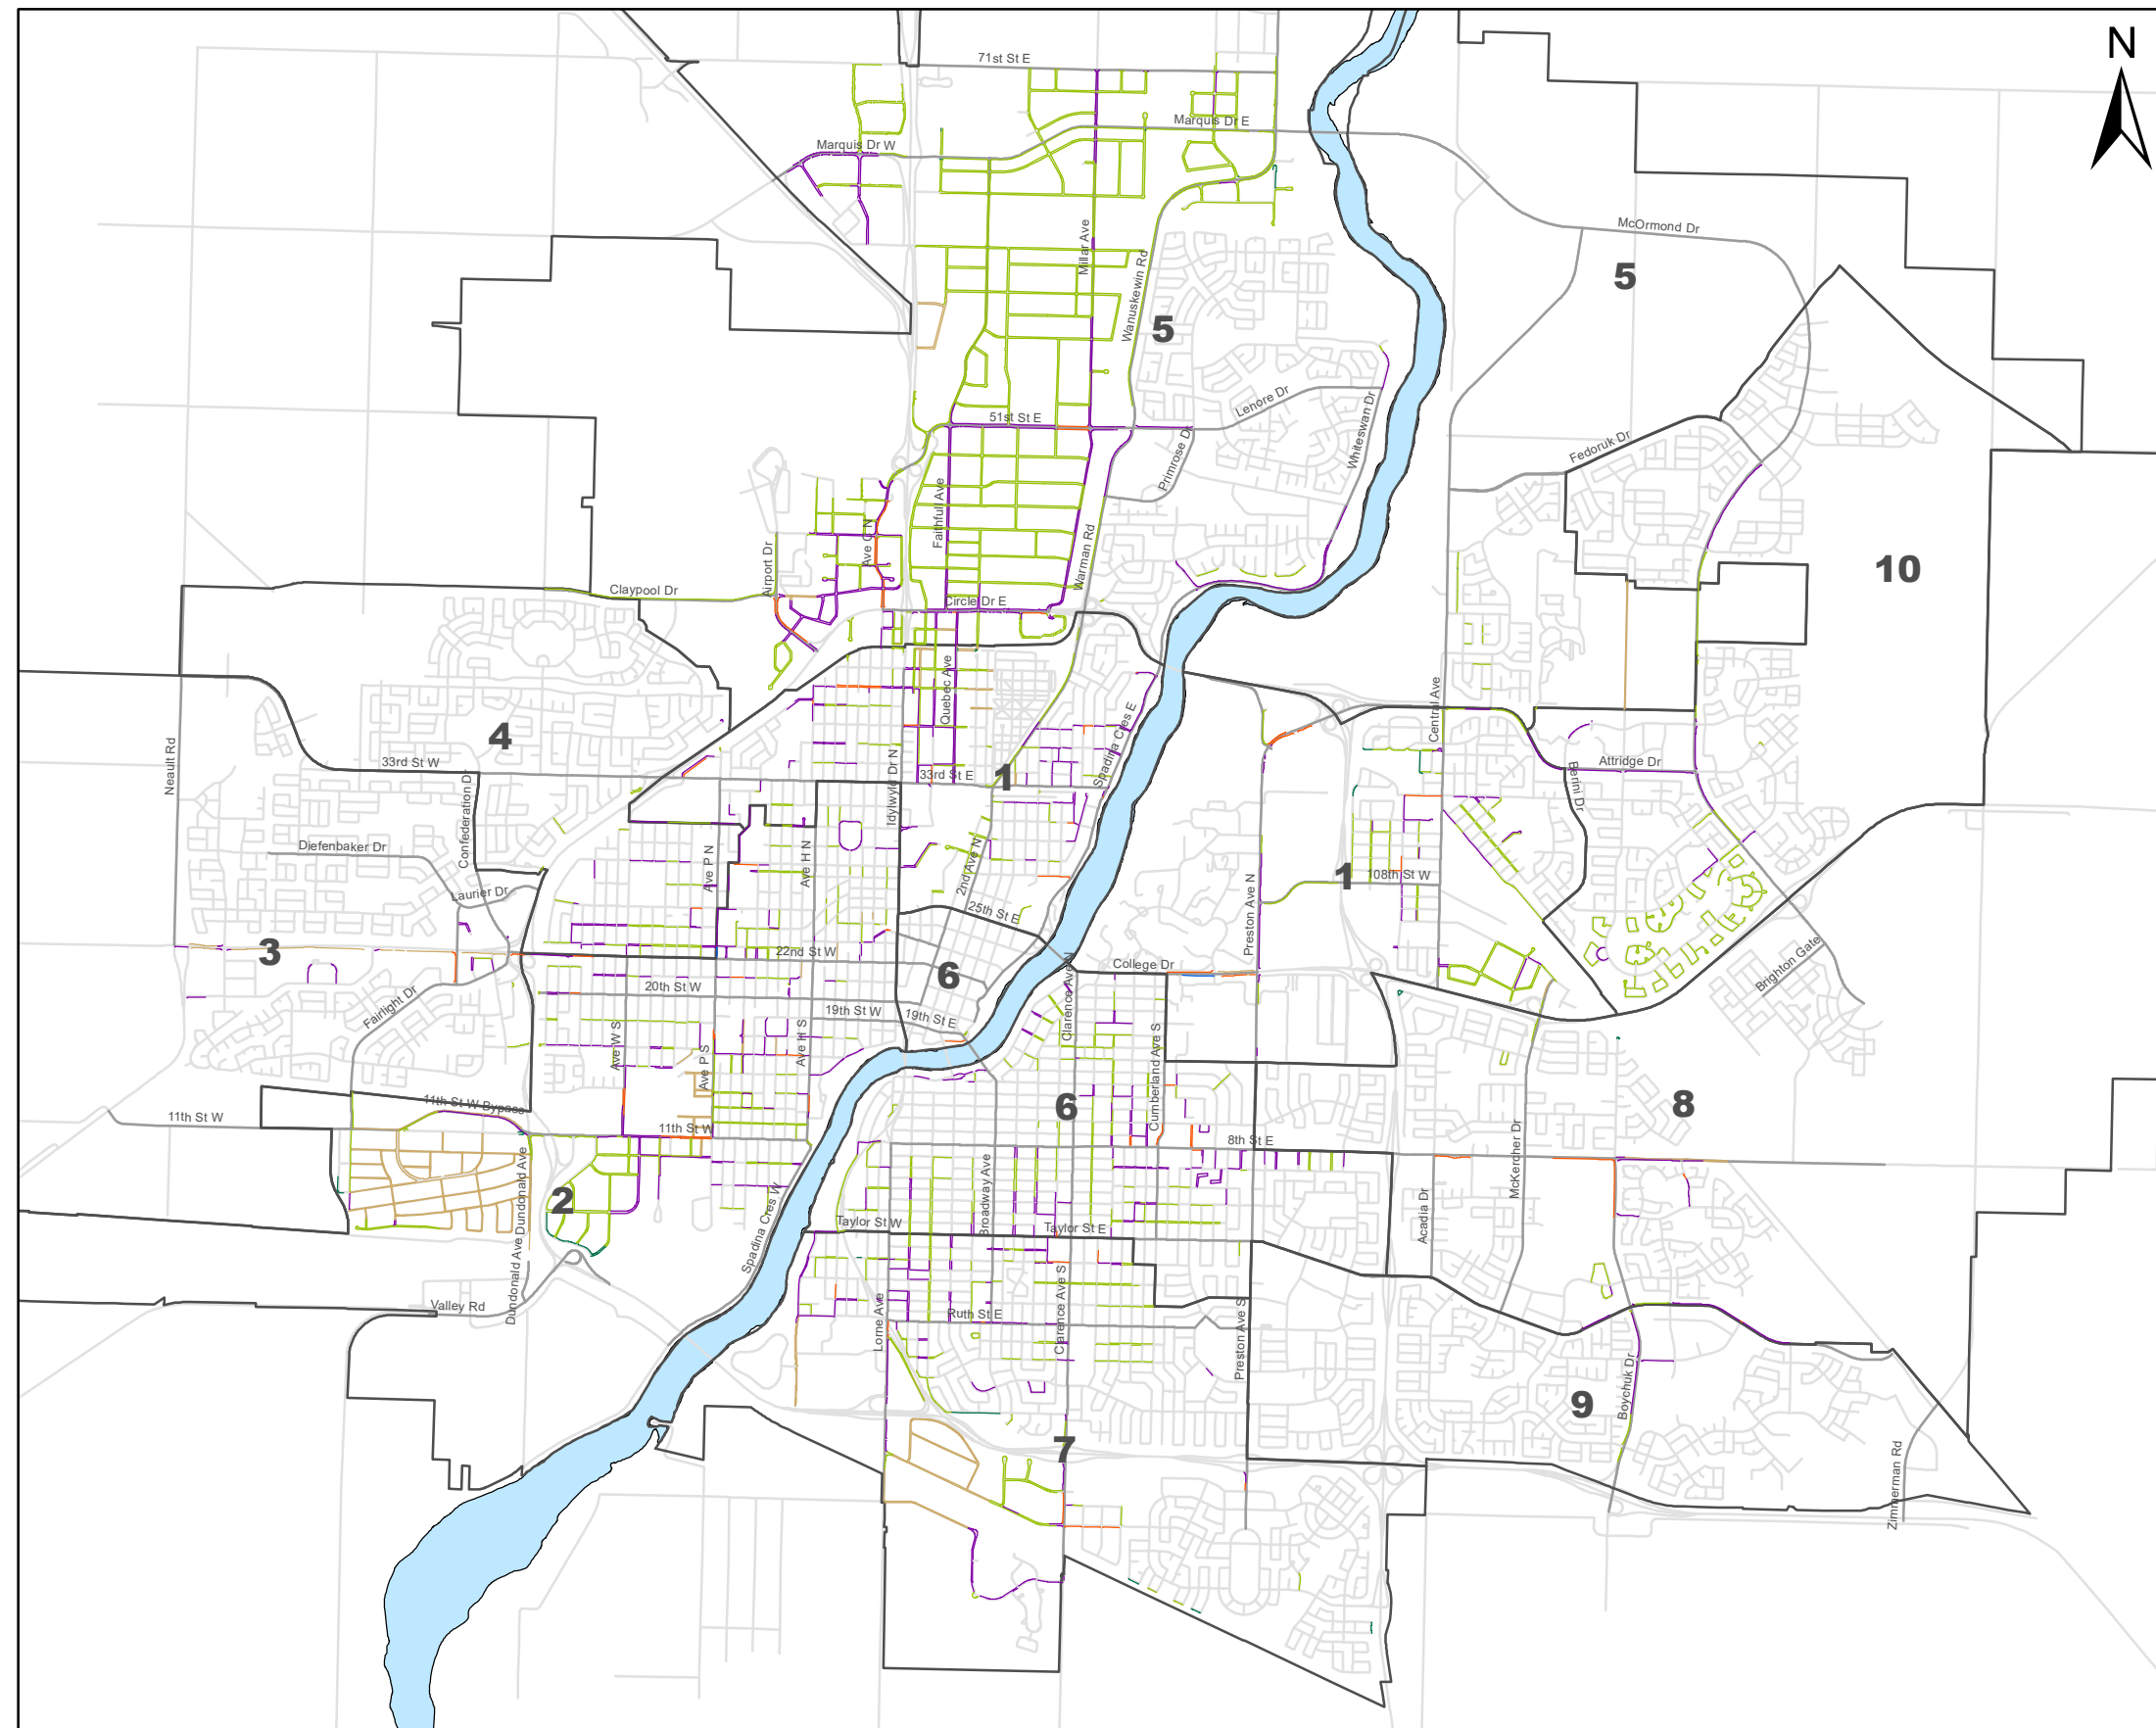 N
71st St E
Marquis Dr E
Marquis Dr W
McOrmond Dr
Millar Ave
Wanuskewin Rd
5
5
Lenore Dr
51st St E
Whiteswan Dr
Primrose Dr
Fedoruk Dr
Faithfull Ave
Ave C N
Airport Dr
Warman Rd
10
Claypool Dr
Circle Dr E
Quebec Ave
Spadina Cres E
Central Ave
Neault Rd
4
33rd St W
Confederation Dr
Idylwyld Dr N
33rd St E
1
Attridge Dr
Berini Dr
Diefenbaker Dr
Laurier Dr
Ave P N
Ave H N
2nd Ave N
25th St E
Preston Ave N
1
108th St W
3
22nd St W
6
Clarence Ave N
College Dr
Brighton Gate
20th St W
Fairlight Dr
19th St W
19th St E
Ave W S
Ave P S
Ave H S
Cumberland Ave S
11th St W Bypass
11th St W
11th St W
6
8th St E
8
McKercher Dr
Dundonald Ave
2
Broadway Ave
Acadia Dr
Spadina Cres W
Taylor St W
Taylor St E
Dundonald Ave
Valley Rd
Lorne Ave
Ruth St E
Clarence Ave S
Preston Ave S
Boychuk Dr
9
7
Zimmerman Rd